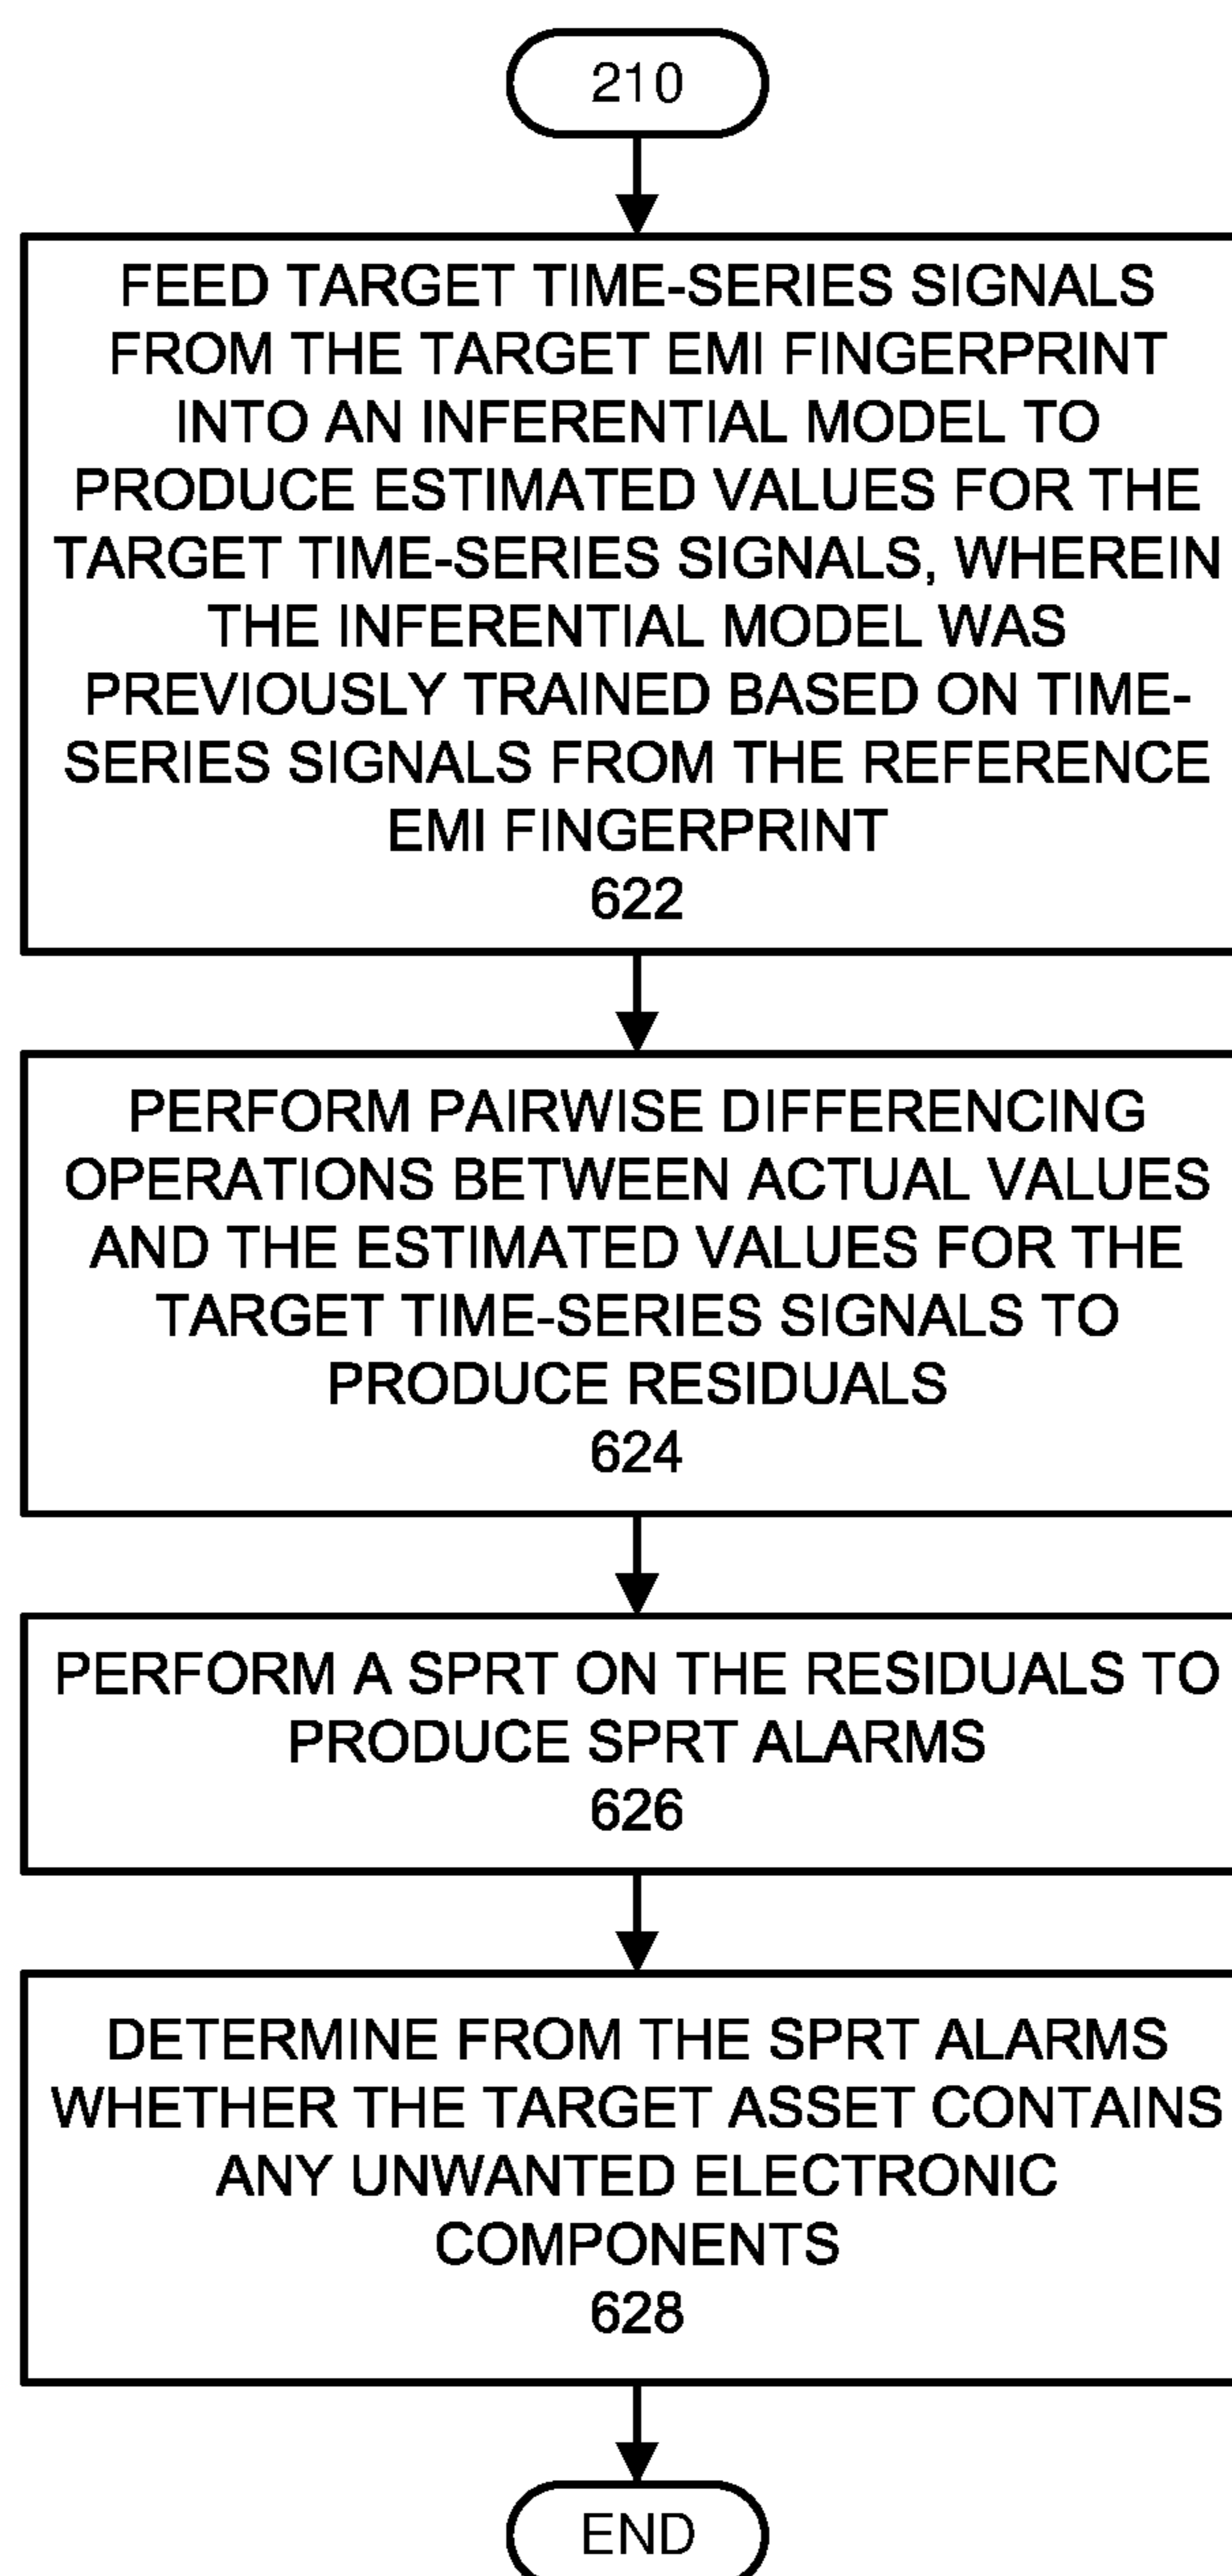 210
FEED TARGET TIME-SERIES SIGNALS
FROM THE TARGET EMI FINGERPRINT
INTO AN INFERENTIAL MODEL TO
PRODUCE ESTIMATED VALUES FOR THE
TARGET TIME-SERIES SIGNALS, WHEREIN
THE INFERENTIAL MODEL WAS
PREVIOUSLY TRAINED BASED ON TIME-
SERIES SIGNALS FROM THE REFERENCE
EMI FINGERPRINT
622
PERFORM PAIRWISE DIFFERENCING
OPERATIONS BETWEEN ACTUAL VALUES
AND THE ESTIMATED VALUES FOR THE
TARGET TIME-SERIES SIGNALS TO
PRODUCE RESIDUALS
624
PERFORM A SPRT ON THE RESIDUALS TO
PRODUCE SPRT ALARMS
626
DETERMINE FROM THE SPRT ALARMS
WHETHER THE TARGET ASSET CONTAINS
ANY UNWANTED ELECTRONIC
COMPONENTS
628
END